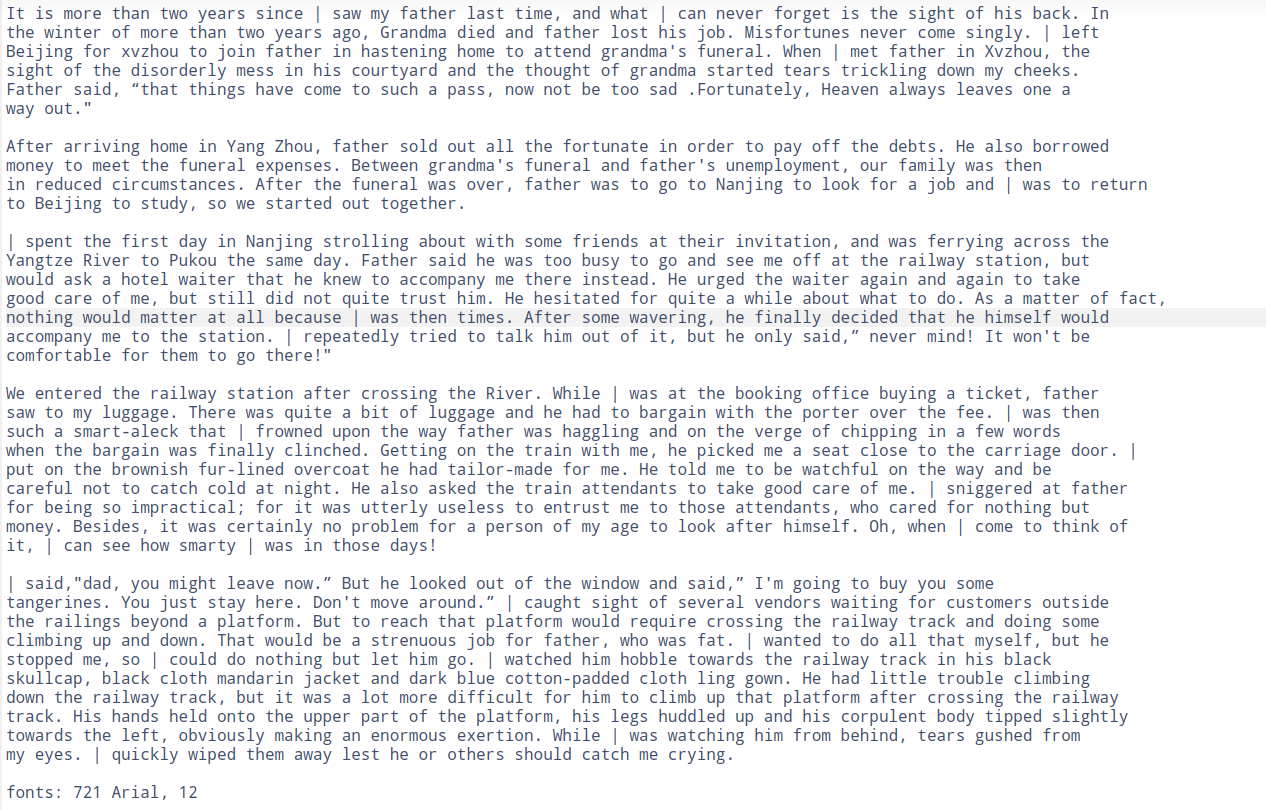 It is more than two years since | saw my father last time, and what | can never forget is the sight of his back. In
the winter of more than two years ago, Grandma died and father lost his job. Misfortunes never come singly. | left
Beijing for xvzhou to join father in hastening home to attend grandma's funeral. When | met father in Xvzhou, the
sight of the disorderly mess in his courtyard and the thought of grandma started tears trickling down my cheeks.
Father said, “that things have come to such a pass, now not be too sad .Fortunately, Heaven always leaves one a
way out."

After arriving home in Yang Zhou, father sold out all the fortunate in order to pay off the debts. He also borrowed
money to meet the funeral expenses. Between grandma's funeral and father's unemployment, our family was then
in reduced circumstances. After the funeral was over, father was to go to Nanjing to look for a job and | was to return
to Beijing to study, so we started out together.

| spent the first day in Nanjing strolling about with some friends at their invitation, and was ferrying across the
Yangtze River to Pukou the same day. Father said he was too busy to go and see me off at the railway station, but
would ask a hotel waiter that he knew to accompany me there instead. He urged the waiter again and again to take
good care of me, but still did not quite trust him. He hesitated for quite a while about what to do. As a matter of fact,
nothing would matter at all because | was then times. After some wavering, he finally decided that he himself would
accompany me to the station. | repeatedly tried to talk him out of it, but he only said,” never mind! It won't be
comfortable for them to go there!"

We entered the railway station after crossing the River. While | was at the booking office buying a ticket, father
saw to my luggage. There was quite a bit of luggage and he had to bargain with the porter over the fee. | was then
such a smart-aleck that | frowned upon the way father was haggling and on the verge of chipping in a few words
when the bargain was finally clinched. Getting on the train with me, he picked me a seat close to the carriage door. |
put on the brownish fur-lined overcoat he had tailor-made for me. He told me to be watchful on the way and be
careful not to catch cold at night. He also asked the train attendants to take good care of me. | sniggered at father
for being so impractical; for it was utterly useless to entrust me to those attendants, who cared for nothing but
money. Besides, it was certainly no problem for a person of my age to look after himself. Oh, when | come to think of
it, | can see how smarty | was in those days!

| said,"dad, you might leave now.” But he looked out of the window and said,” I'm going to buy you some
tangerines. You just stay here. Don't move around.” | caught sight of several vendors waiting for customers outside
the railings beyond a platform. But to reach that platform would require crossing the railway track and doing some
climbing up and down. That would be a strenuous job for father, who was fat. | wanted to do all that myself, but he
stopped me, so | could do nothing but let him go. | watched him hobble towards the railway track in his black
skullcap, black cloth mandarin jacket and dark blue cotton-padded cloth ling gown. He had little trouble climbing
down the railway track, but it was a lot more difficult for him to climb up that platform after crossing the railway
track. His hands held onto the upper part of the platform, his legs huddled up and his corpulent body tipped slightly
towards the left, obviously making an enormous exertion. While | was watching him from behind, tears gushed from
my eyes. | quickly wiped them away lest he or others should catch me crying.

fonts: 721 Arial, 12